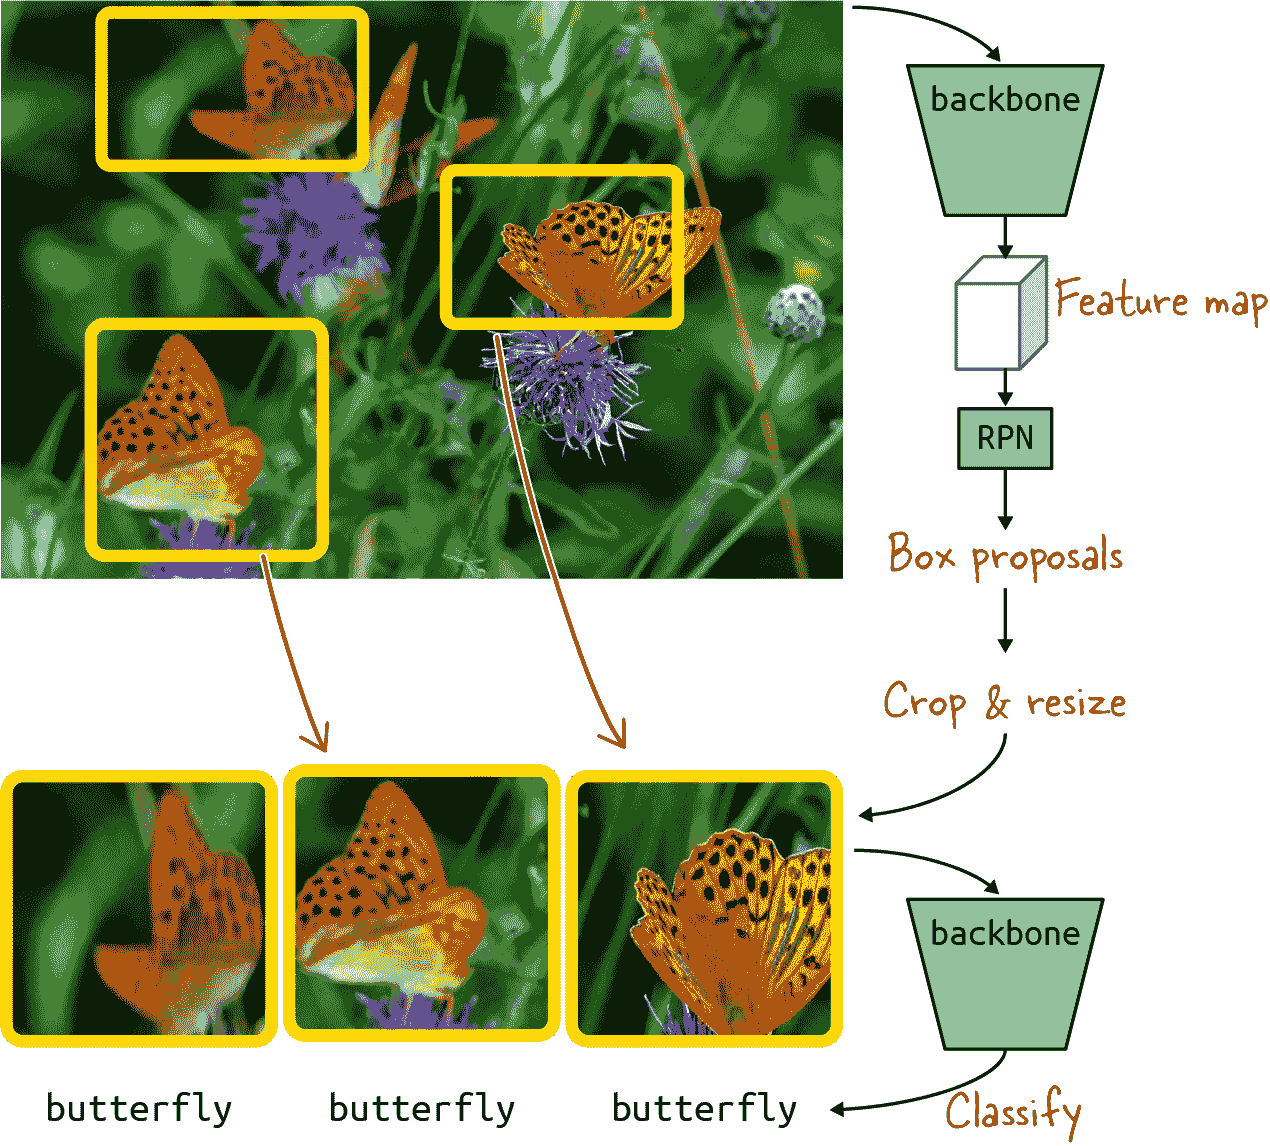 backbone
Feature map
RPN
Box proposals
Crop & resize
backbone
Classify
butterfly
butterfly
butterfly